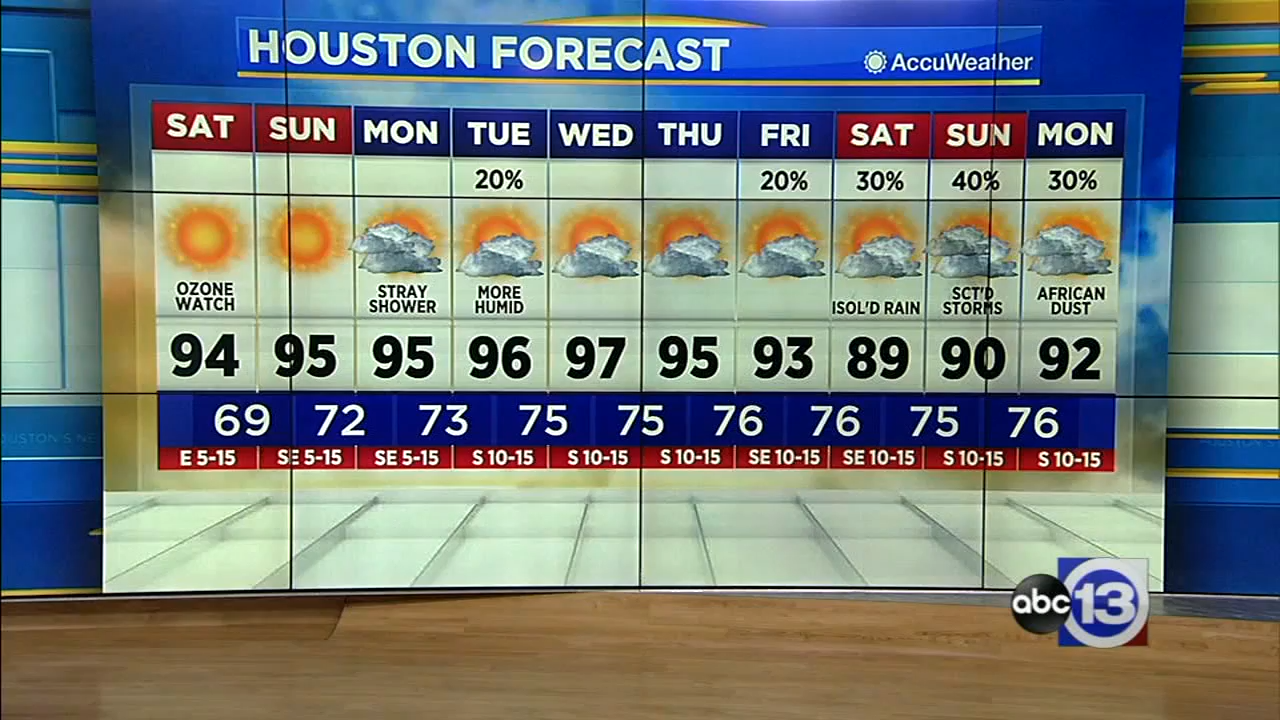 HOUSTON FORECAST
AccuWeather
SAT SUN MON TUE WED THU FRI SAT SUN MON
20% 20% 30% 40% 30%
OZONE WATCH
STRAY SHOWER
MORE HUMID
ISOL'D RAIN
SCT'D STORMS
AFRICAN DUST
94 95 95 96 97 95 93 89 90 92
69 72 73 75 75 76 76 75 76
E 5-15 SE 5-15 SE 5-15 S 10-15 S 10-15 S 10-15 SE 10-15 SE 10-15 S 10-15 S 10-15
abc 13